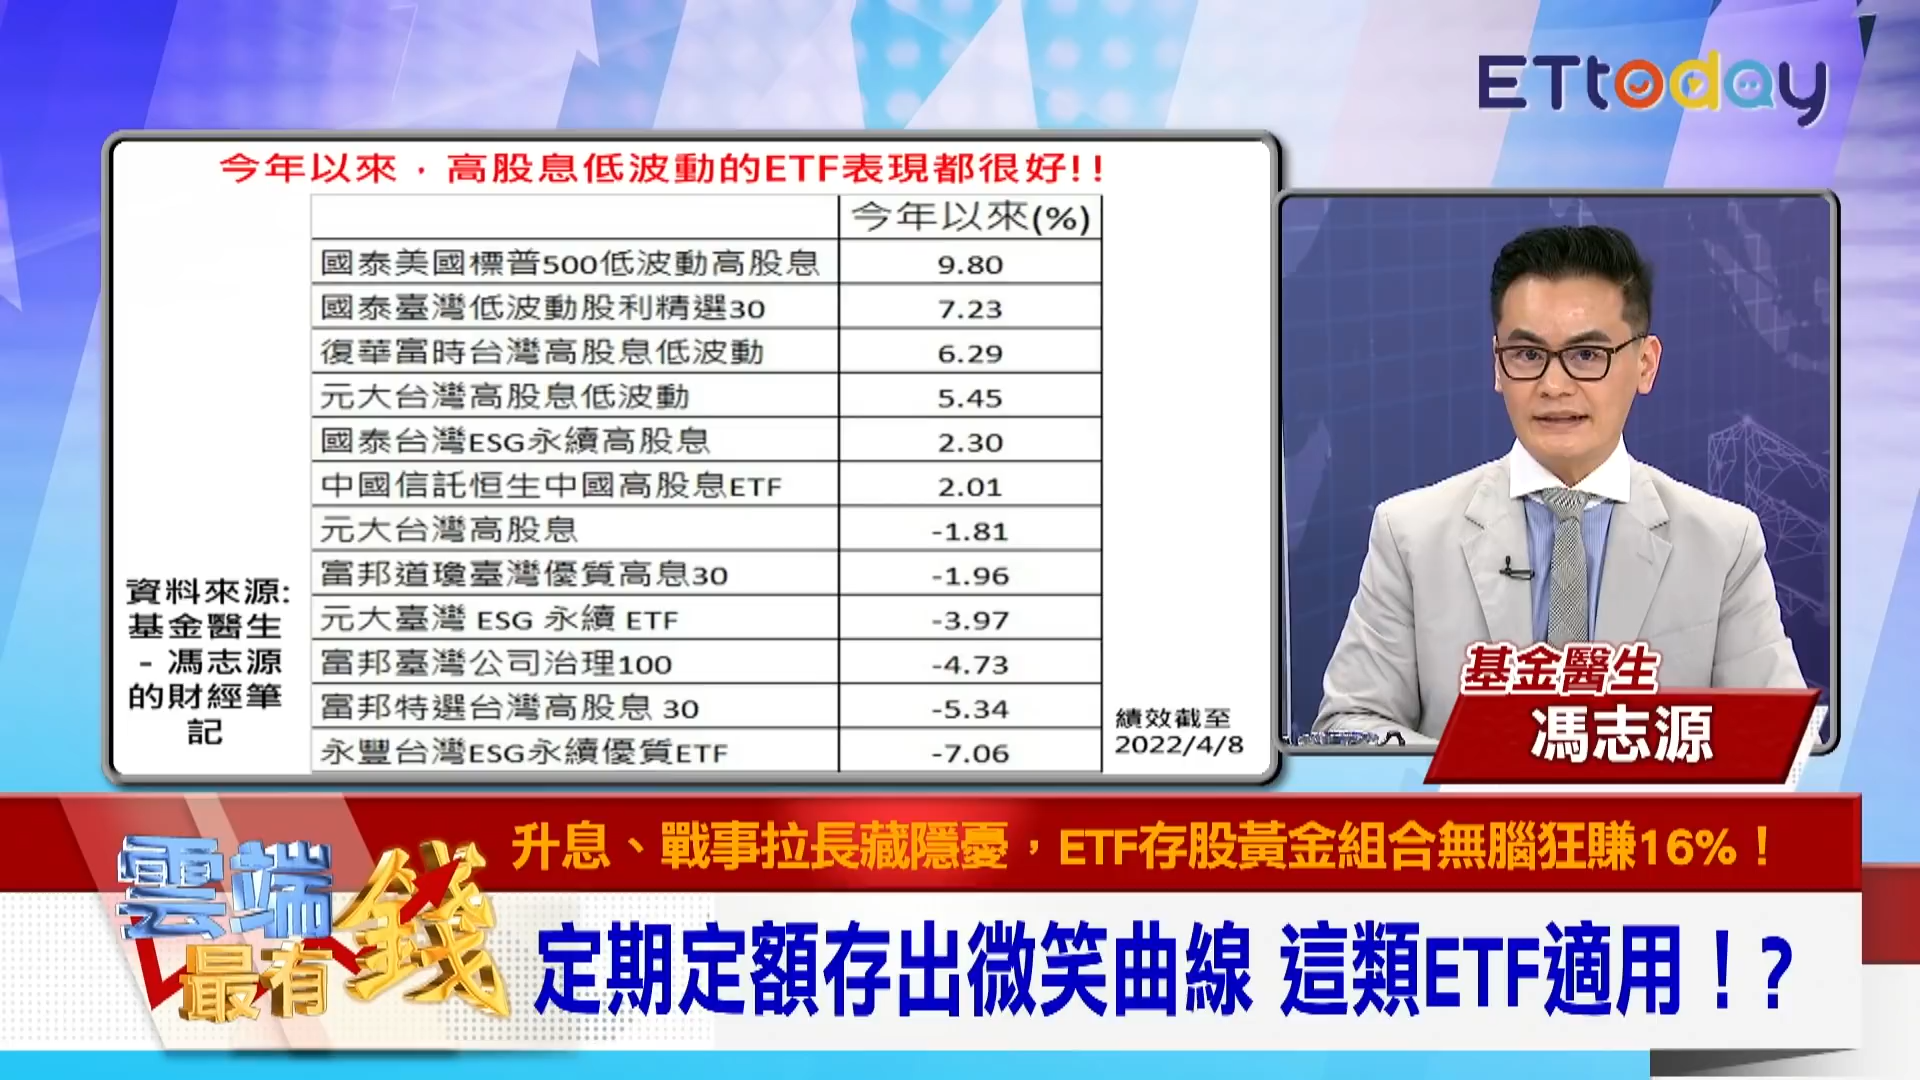 ETtoday
今年以來，高股息低波動的ETF表現都很好!!
今年以來(%)
國泰美國標普500低波動高股息 9.80
國泰臺灣低波動股利精選30 7.23
復華富時台灣高股息低波動 6.29
元大台灣高股息低波動 5.45
國泰台灣ESG永續高股息 2.30
中國信託恒生中國高股息ETF 2.01
元大台灣高股息 -1.81
富邦道瓊臺灣優質高息30 -1.96
元大臺灣 ESG 永續 ETF -3.97
富邦臺灣公司治理100 -4.73
富邦特選台灣高股息 30 -5.34
永豐台灣ESG永續優質ETF -7.06
資料來源:
基金醫生
- 馮志源
的財經筆
記
績效截至
2022/4/8
基金醫生
馮志源
升息、戰事拉長藏隱憂，ETF存股黃金組合無腦狂賺16%！
雲端
最有錢
定期定額存出微笑曲線 這類ETF適用！？